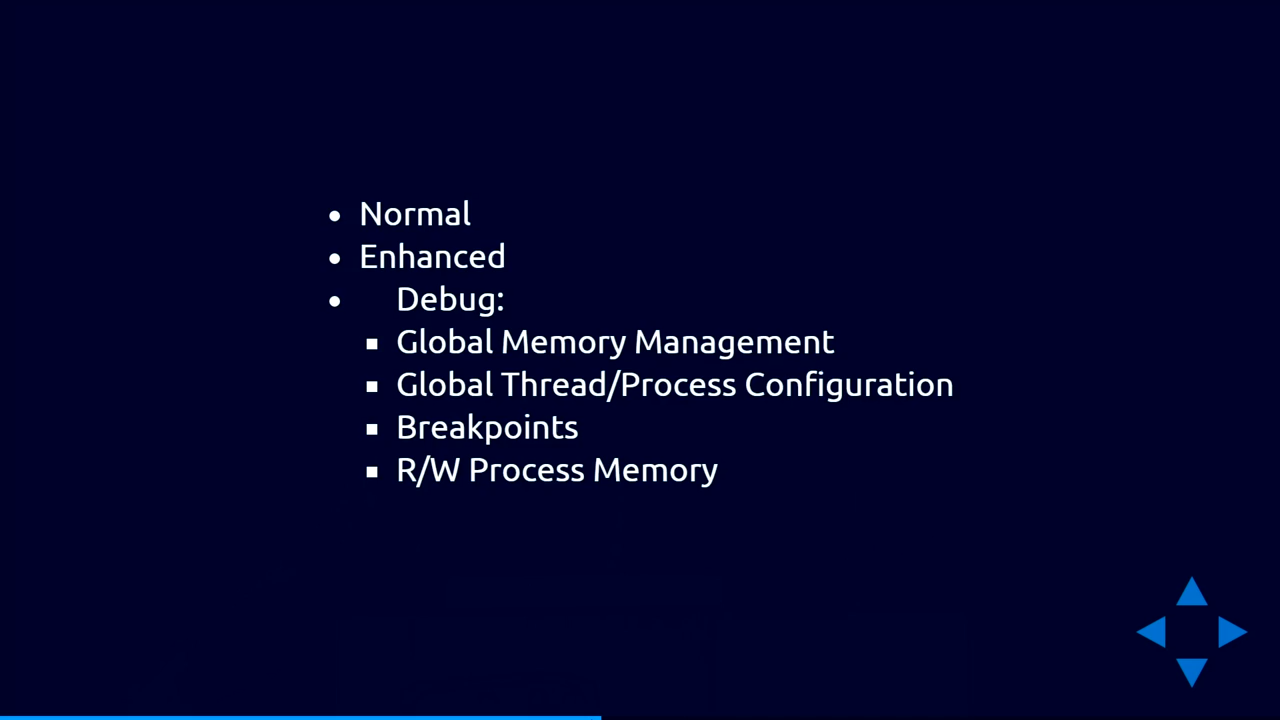 Normal
Enhanced
Debug:
Global Memory Management
Global Thread/Process Configuration
Breakpoints
R/W Process Memory